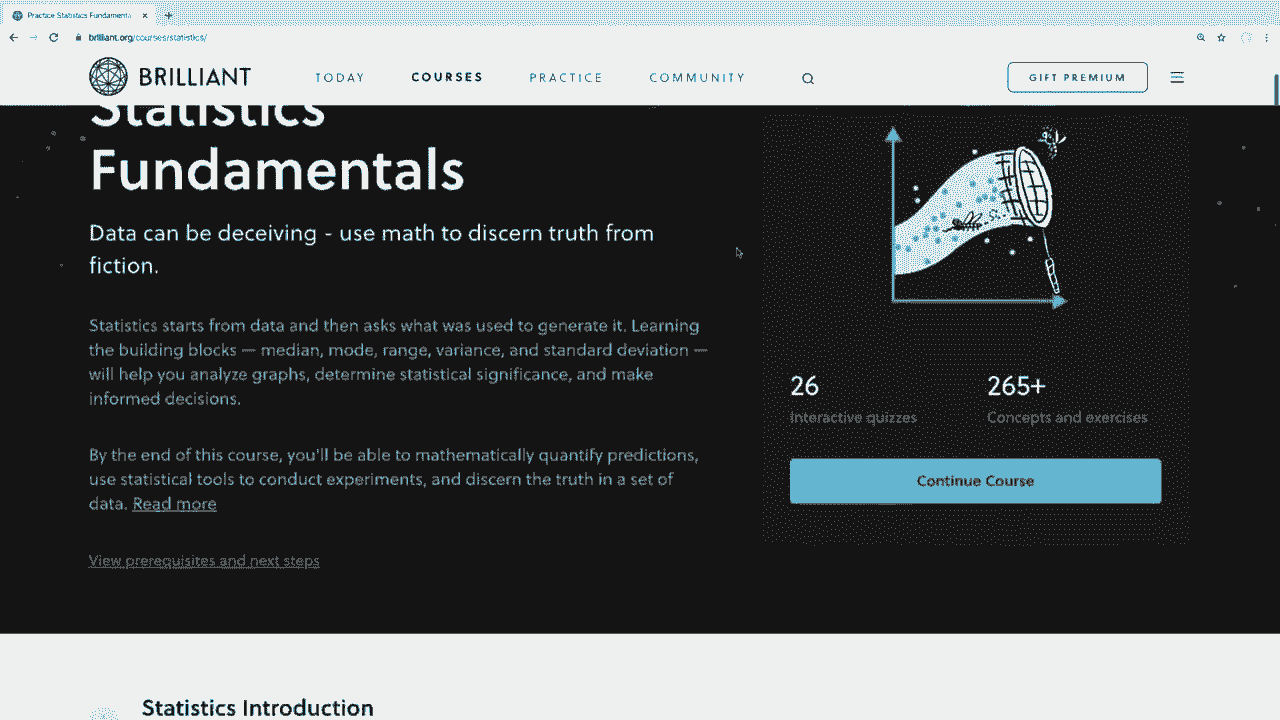 Practice Statistics Fundamenta
brilliant.org/courses/statistics/
BRILLIANT
TODAY
COURSES
PRACTICE
COMMUNITY
GIFT PREMIUM
Statistics
Fundamentals
Data can be deceiving - use math to discern truth from
fiction.
Statistics starts from data and then asks what was used to generate it. Learning
the building blocks — median, mode, range, variance, and standard deviation —
will help you analyze graphs, determine statistical significance, and make
informed decisions.
By the end of this course, you'll be able to mathematically quantify predictions,
use statistical tools to conduct experiments, and discern the truth in a set of
data. Read more
View prerequisites and next steps
26
Interactive quizzes
265+
Concepts and exercises
Continue Course
Statistics Introduction